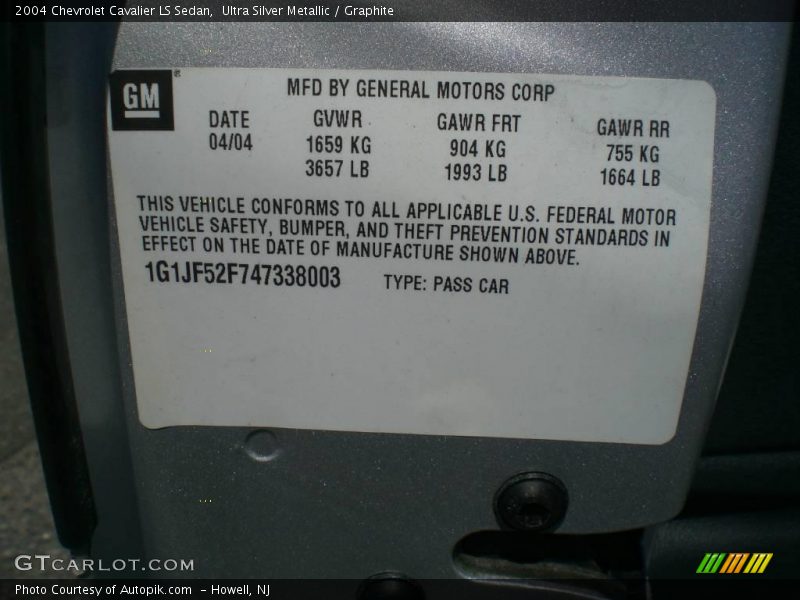 2004 Chevrolet Cavalier LS Sedan,  Ultra Silver Metallic / Graphite
GM ®
MFD BY GENERAL MOTORS CORP
DATE GVWR GAWR FRT GAWR RR
04/04 1659 KG 904 KG 755 KG
3657 LB 1993 LB 1664 LB
THIS VEHICLE CONFORMS TO ALL APPLICABLE U.S. FEDERAL MOTOR
VEHICLE SAFETY, BUMPER, AND THEFT PREVENTION STANDARDS IN
EFFECT ON THE DATE OF MANUFACTURE SHOWN ABOVE.
1G1JF52F747338003 TYPE: PASS CAR
GTCARLOT.COM
Photo Courtesy of Autopik.com  - Howell, NJ